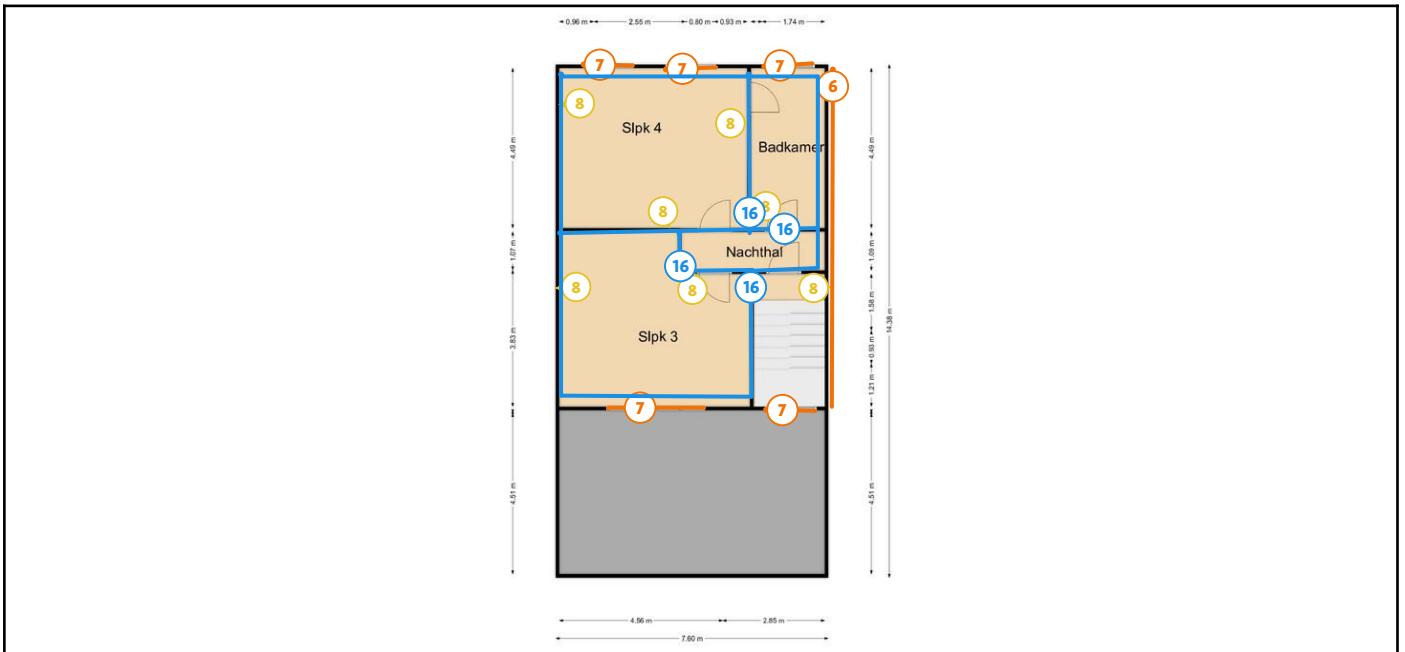 0.96 m 2.55 m 0.80 m 0.93 m 1.74 m
7 7 7
6
8
8
Slpk 4
Badkamer
4.49 m
4.49 m
8 8
16
16
Nachthal
1.07 m
1.09 m
16
8 8 16 8
1.58 m
14.38 m
Slpk 3
3.83 m
0.93 m
1.21 m
7 7
4.51 m
4.51 m
4.56 m 2.85 m
7.60 m